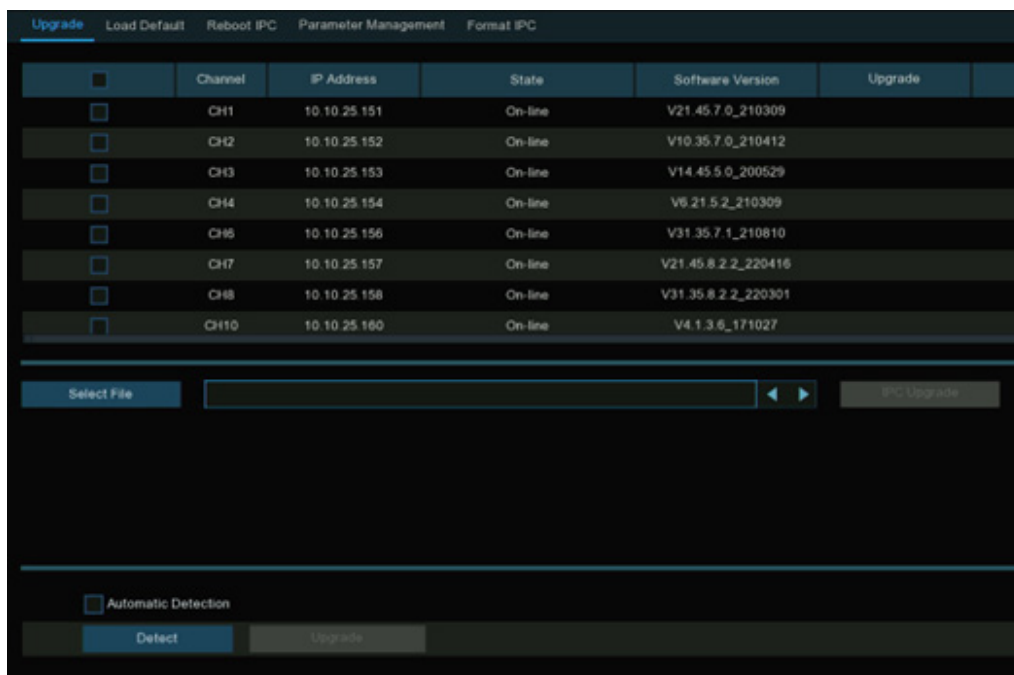 Upgrade Load Default Reboot IPC Parameter Management Format IPC
Channel IP Address State Software Version Upgrade
CH1 10.10.25.151 On-line V21.45.7.0_210309
CH2 10.10.25.152 On-line V10.35.7.0_210412
CH3 10.10.25.153 On-line V14.45.5.0_200529
CH4 10.10.25.154 On-line V6.21.5.2_210309
CH6 10.10.25.156 On-line V31.35.7.1_210810
CH7 10.10.25.157 On-line V21.45.8.2.2_220416
CH8 10.10.25.158 On-line V31.35.8.2.2_220301
CH10 10.10.25.160 On-line V4.1.3.6_171027
Select File IPC Upgrade
Automatic Detection
Detect Upgrade